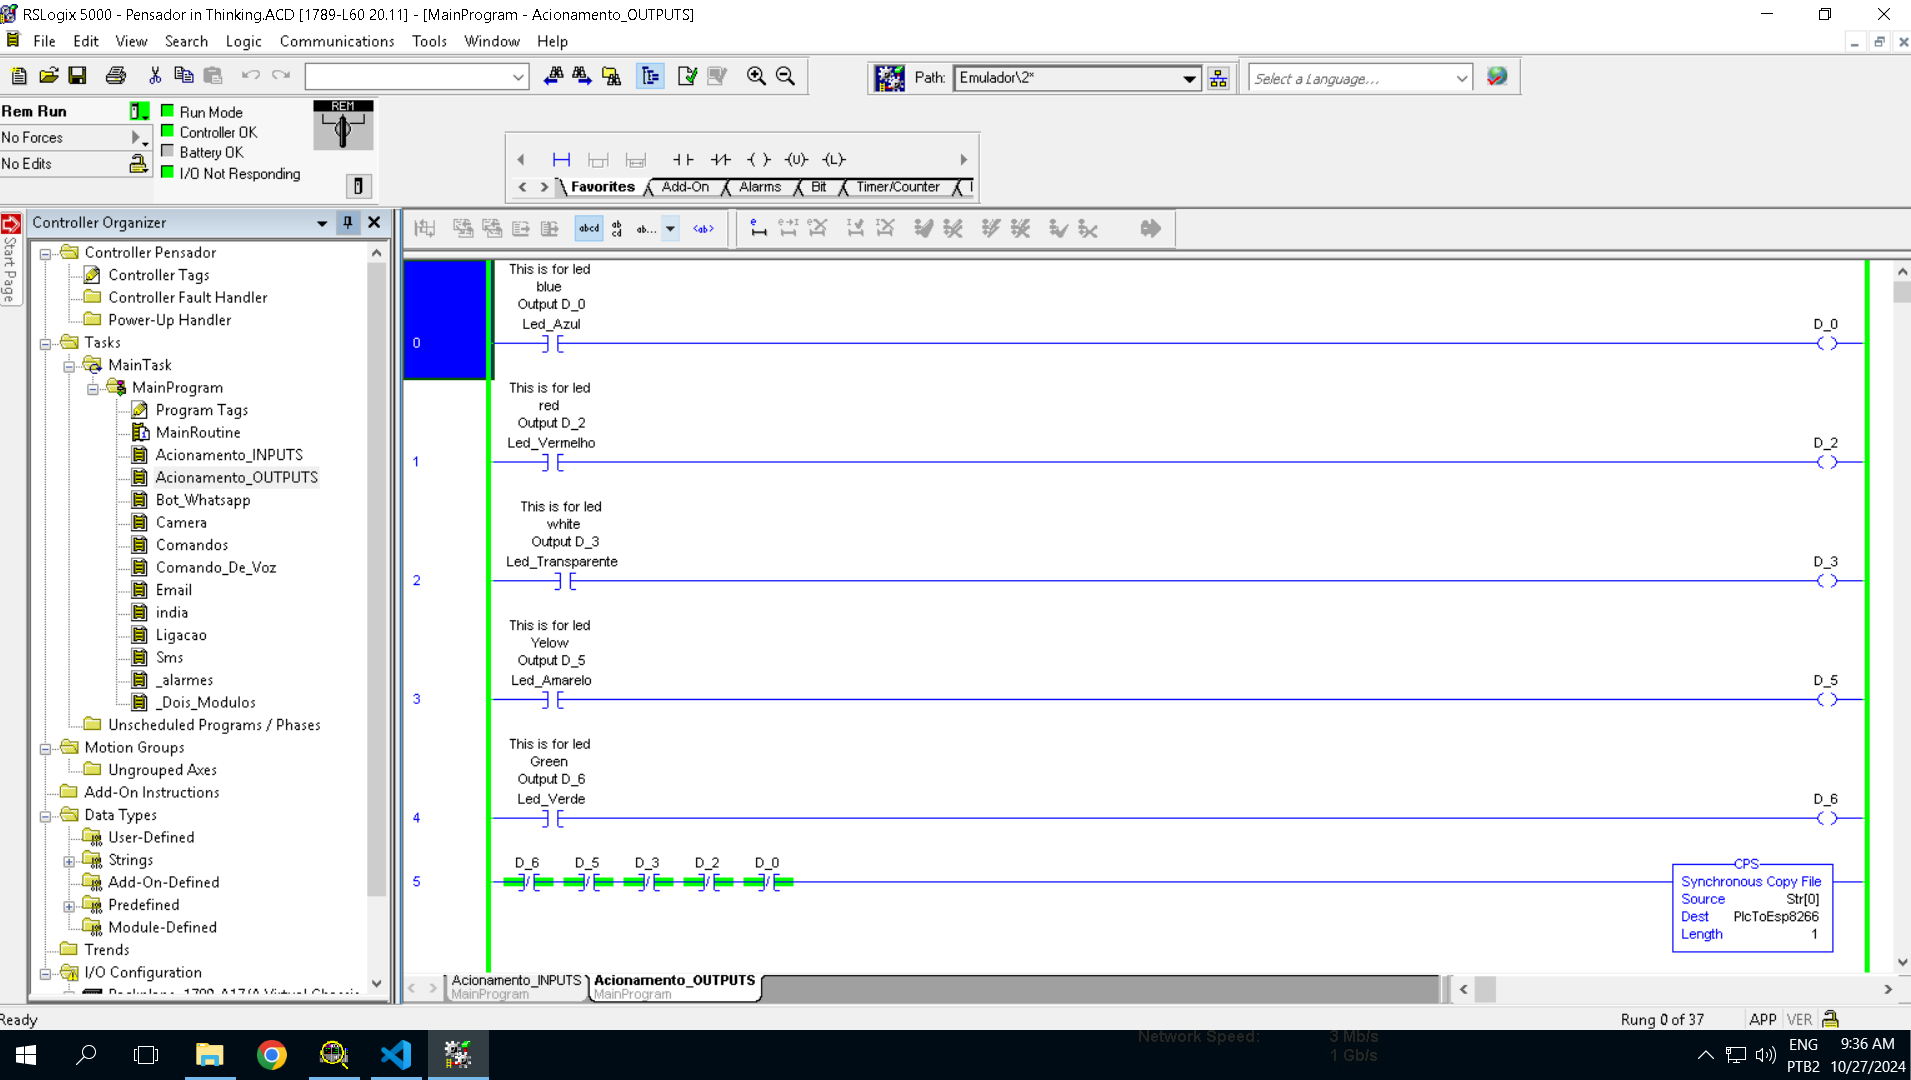 RSLogix 5000 - Pensador in Thinking.ACD [1789-L60 20.11] - [MainProgram - Acionamento_OUTPUTS]
File Edit View Search Logic Communications Tools Window Help
Path: Emulador\2* Select a Language...
Rem Run
No Forces
No Edits
Run Mode
Controller OK
Battery OK
I/O Not Responding
REM
Favorites Add-On Alarms Bit Timer/Counter
Start Page
Controller Organizer
Controller Pensador
Controller Tags
Controller Fault Handler
Power-Up Handler
Tasks
MainTask
MainProgram
Program Tags
MainRoutine
Acionamento_INPUTS
Acionamento_OUTPUTS
Bot_Whatsapp
Camera
Comandos
Comando_De_Voz
Email
india
Ligacao
Sms
_alarmes
_Dois_Modulos
Unscheduled Programs / Phases
Motion Groups
Ungrouped Axes
Add-On Instructions
Data Types
User-Defined
Strings
Add-On-Defined
Predefined
Module-Defined
Trends
I/O Configuration
Backplane, 1789-A17/A Virtual Chassis
This is for led
blue
Output D_0
Led_Azul D_0
0
This is for led
red
Output D_2
Led_Vermelho D_2
1
This is for led
white
Output D_3
Led_Transparente D_3
2
This is for led
Yelow
Output D_5
Led_Amarelo D_5
3
This is for led
Green
Output D_6
Led_Verde D_6
4
D_6 D_5 D_3 D_2 D_0
5
CPS
Synchronous Copy File
Source Str[0]
Dest PlcToEsp8266
Length 1
Acionamento_INPUTS
MainProgram
Acionamento_OUTPUTS
MainProgram
Ready
Rung 0 of 37 APP VER
Network Speed: 3 Mb/s
1 Gb/s
ENG
PTB2
9:36 AM
10/27/2024